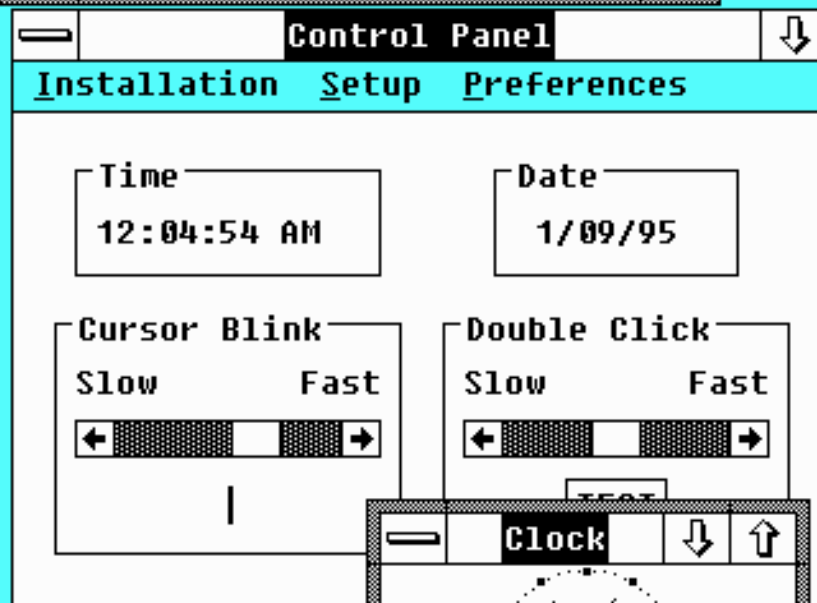 Control Panel
Installation Setup Preferences
Time
12:04:54 AM
Date
1/09/95
Cursor Blink
Slow Fast
Double Click
Slow Fast
Clock